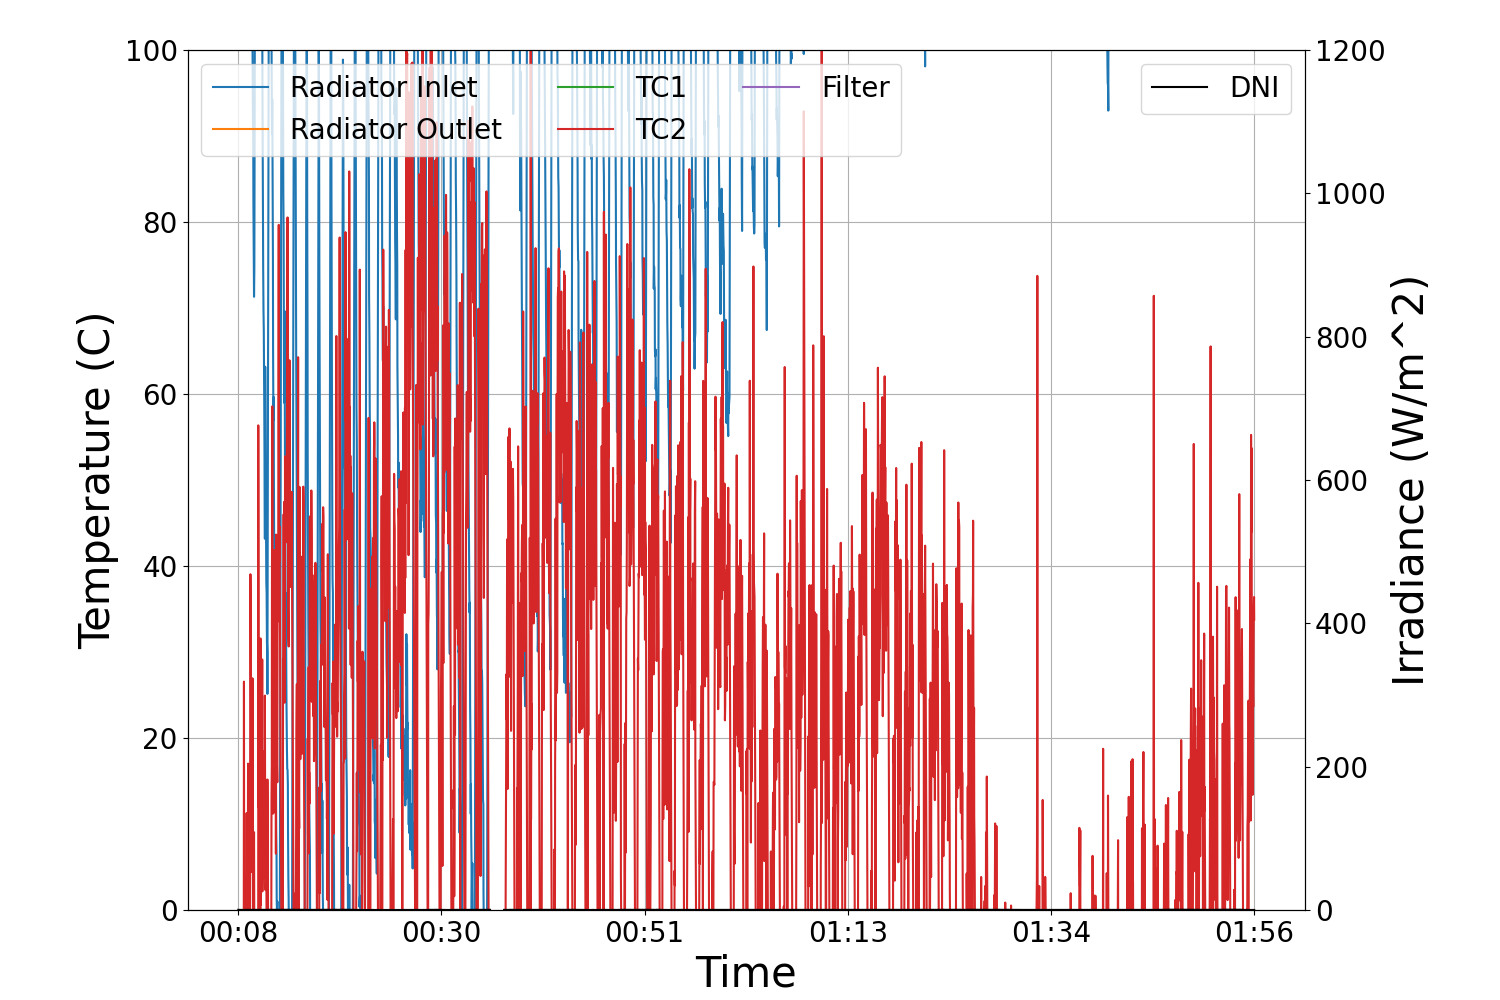 100
80
60
40
20
0
Temperature (C)
Radiator Inlet
Radiator Outlet
TC1
TC2
Filter
DNI
1200
1000
800
600
400
200
0
Irradiance (W/m^2)
00:08
00:30
00:51
01:13
01:34
01:56
Time